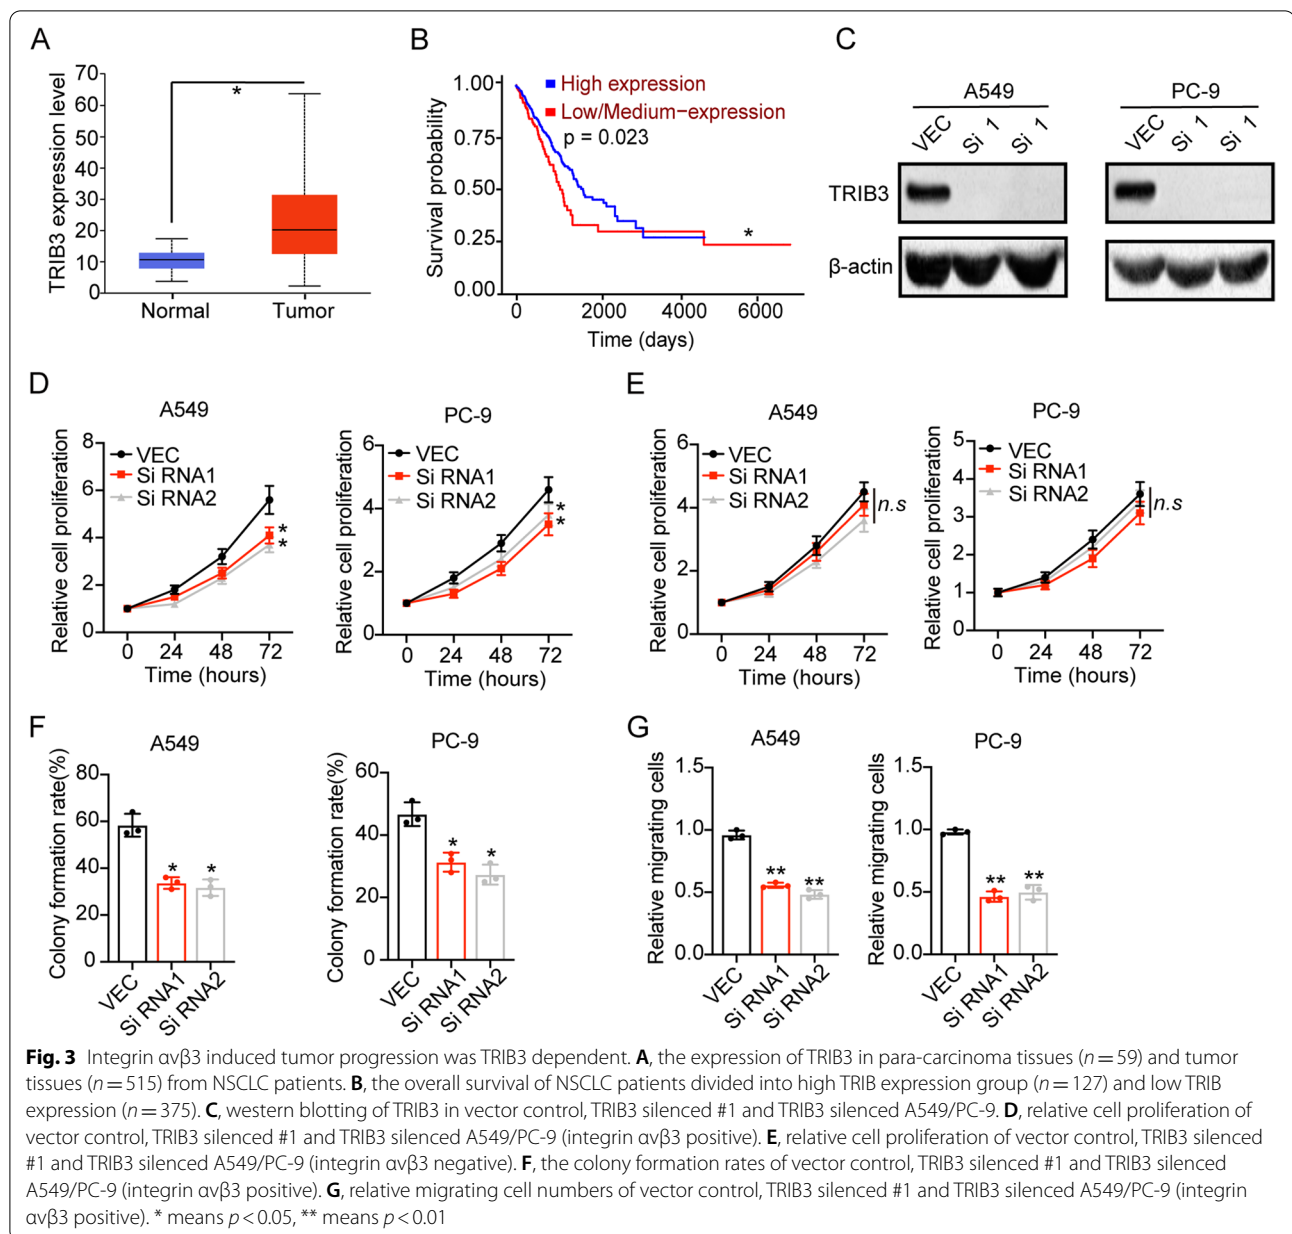 A
TRIB3 expression level
70
60
50
40
30
20
10
0
*
Normal
Tumor
B
Survival probability
1.00
0.75
0.50
0.25
0.00
High expression
Low/Medium-expression
p = 0.023
*
0
2000
4000
6000
Time (days)
C
A549
PC-9
VEC
Si 1
Si 1
VEC
Si 1
Si 1
TRIB3
β-actin
D
A549
Relative cell proliferation
8
6
4
2
0
VEC
Si RNA1
Si RNA2
*
*
0 24 48 72
Time (hours)
PC-9
Relative cell proliferation
6
4
2
0
VEC
Si RNA1
Si RNA2
*
*
0 24 48 72
Time (hours)
E
A549
Relative cell proliferation
6
4
2
0
VEC
Si RNA1
Si RNA2
n.s
0 24 48 72
Time (hours)
PC-9
Relative cell proliferation
5
4
3
2
1
0
VEC
Si RNA1
Si RNA2
n.s
0 24 48 72
Time (hours)
F
A549
Colony formation rate(%)
80
60
40
20
0
*
*
VEC
Si RNA1
Si RNA2
PC-9
Colony formation rate(%)
60
40
20
0
*
*
VEC
Si RNA1
Si RNA2
G
A549
Relative migrating cells
1.5
1.0
0.5
0.0
**
**
VEC
Si RNA1
Si RNA2
PC-9
Relative migrating cells
1.5
1.0
0.5
0.0
**
**
VEC
Si RNA1
Si RNA2
Fig. 3 Integrin αvβ3 induced tumor progression was TRIB3 dependent. A, the expression of TRIB3 in para-carcinoma tissues (n = 59) and tumor
tissues (n = 515) from NSCLC patients. B, the overall survival of NSCLC patients divided into high TRIB expression group (n = 127) and low TRIB
expression (n = 375). C, western blotting of TRIB3 in vector control, TRIB3 silenced #1 and TRIB3 silenced A549/PC-9. D, relative cell proliferation of
vector control, TRIB3 silenced #1 and TRIB3 silenced A549/PC-9 (integrin αvβ3 positive). E, relative cell proliferation of vector control, TRIB3 silenced
#1 and TRIB3 silenced A549/PC-9 (integrin αvβ3 negative). F, the colony formation rates of vector control, TRIB3 silenced #1 and TRIB3 silenced
A549/PC-9 (integrin αvβ3 positive). G, relative migrating cell numbers of vector control, TRIB3 silenced #1 and TRIB3 silenced A549/PC-9 (integrin
αvβ3 positive). * means p < 0.05, ** means p < 0.01